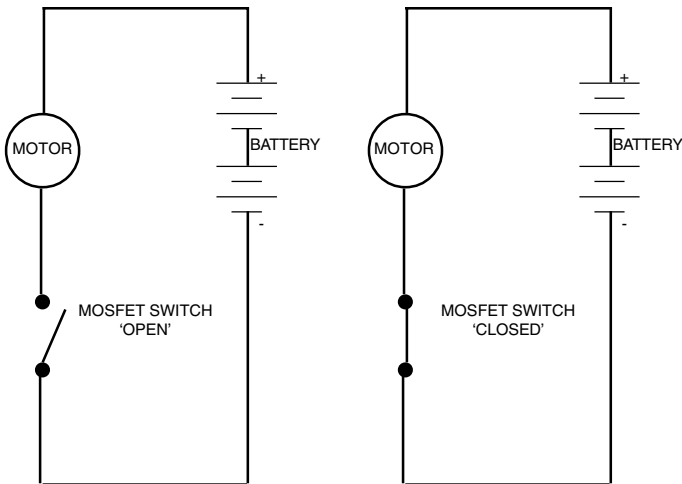 +
MOTOR
BATTERY
-
MOSFET SWITCH
‘OPEN’
+
MOTOR
BATTERY
-
MOSFET SWITCH
‘CLOSED’